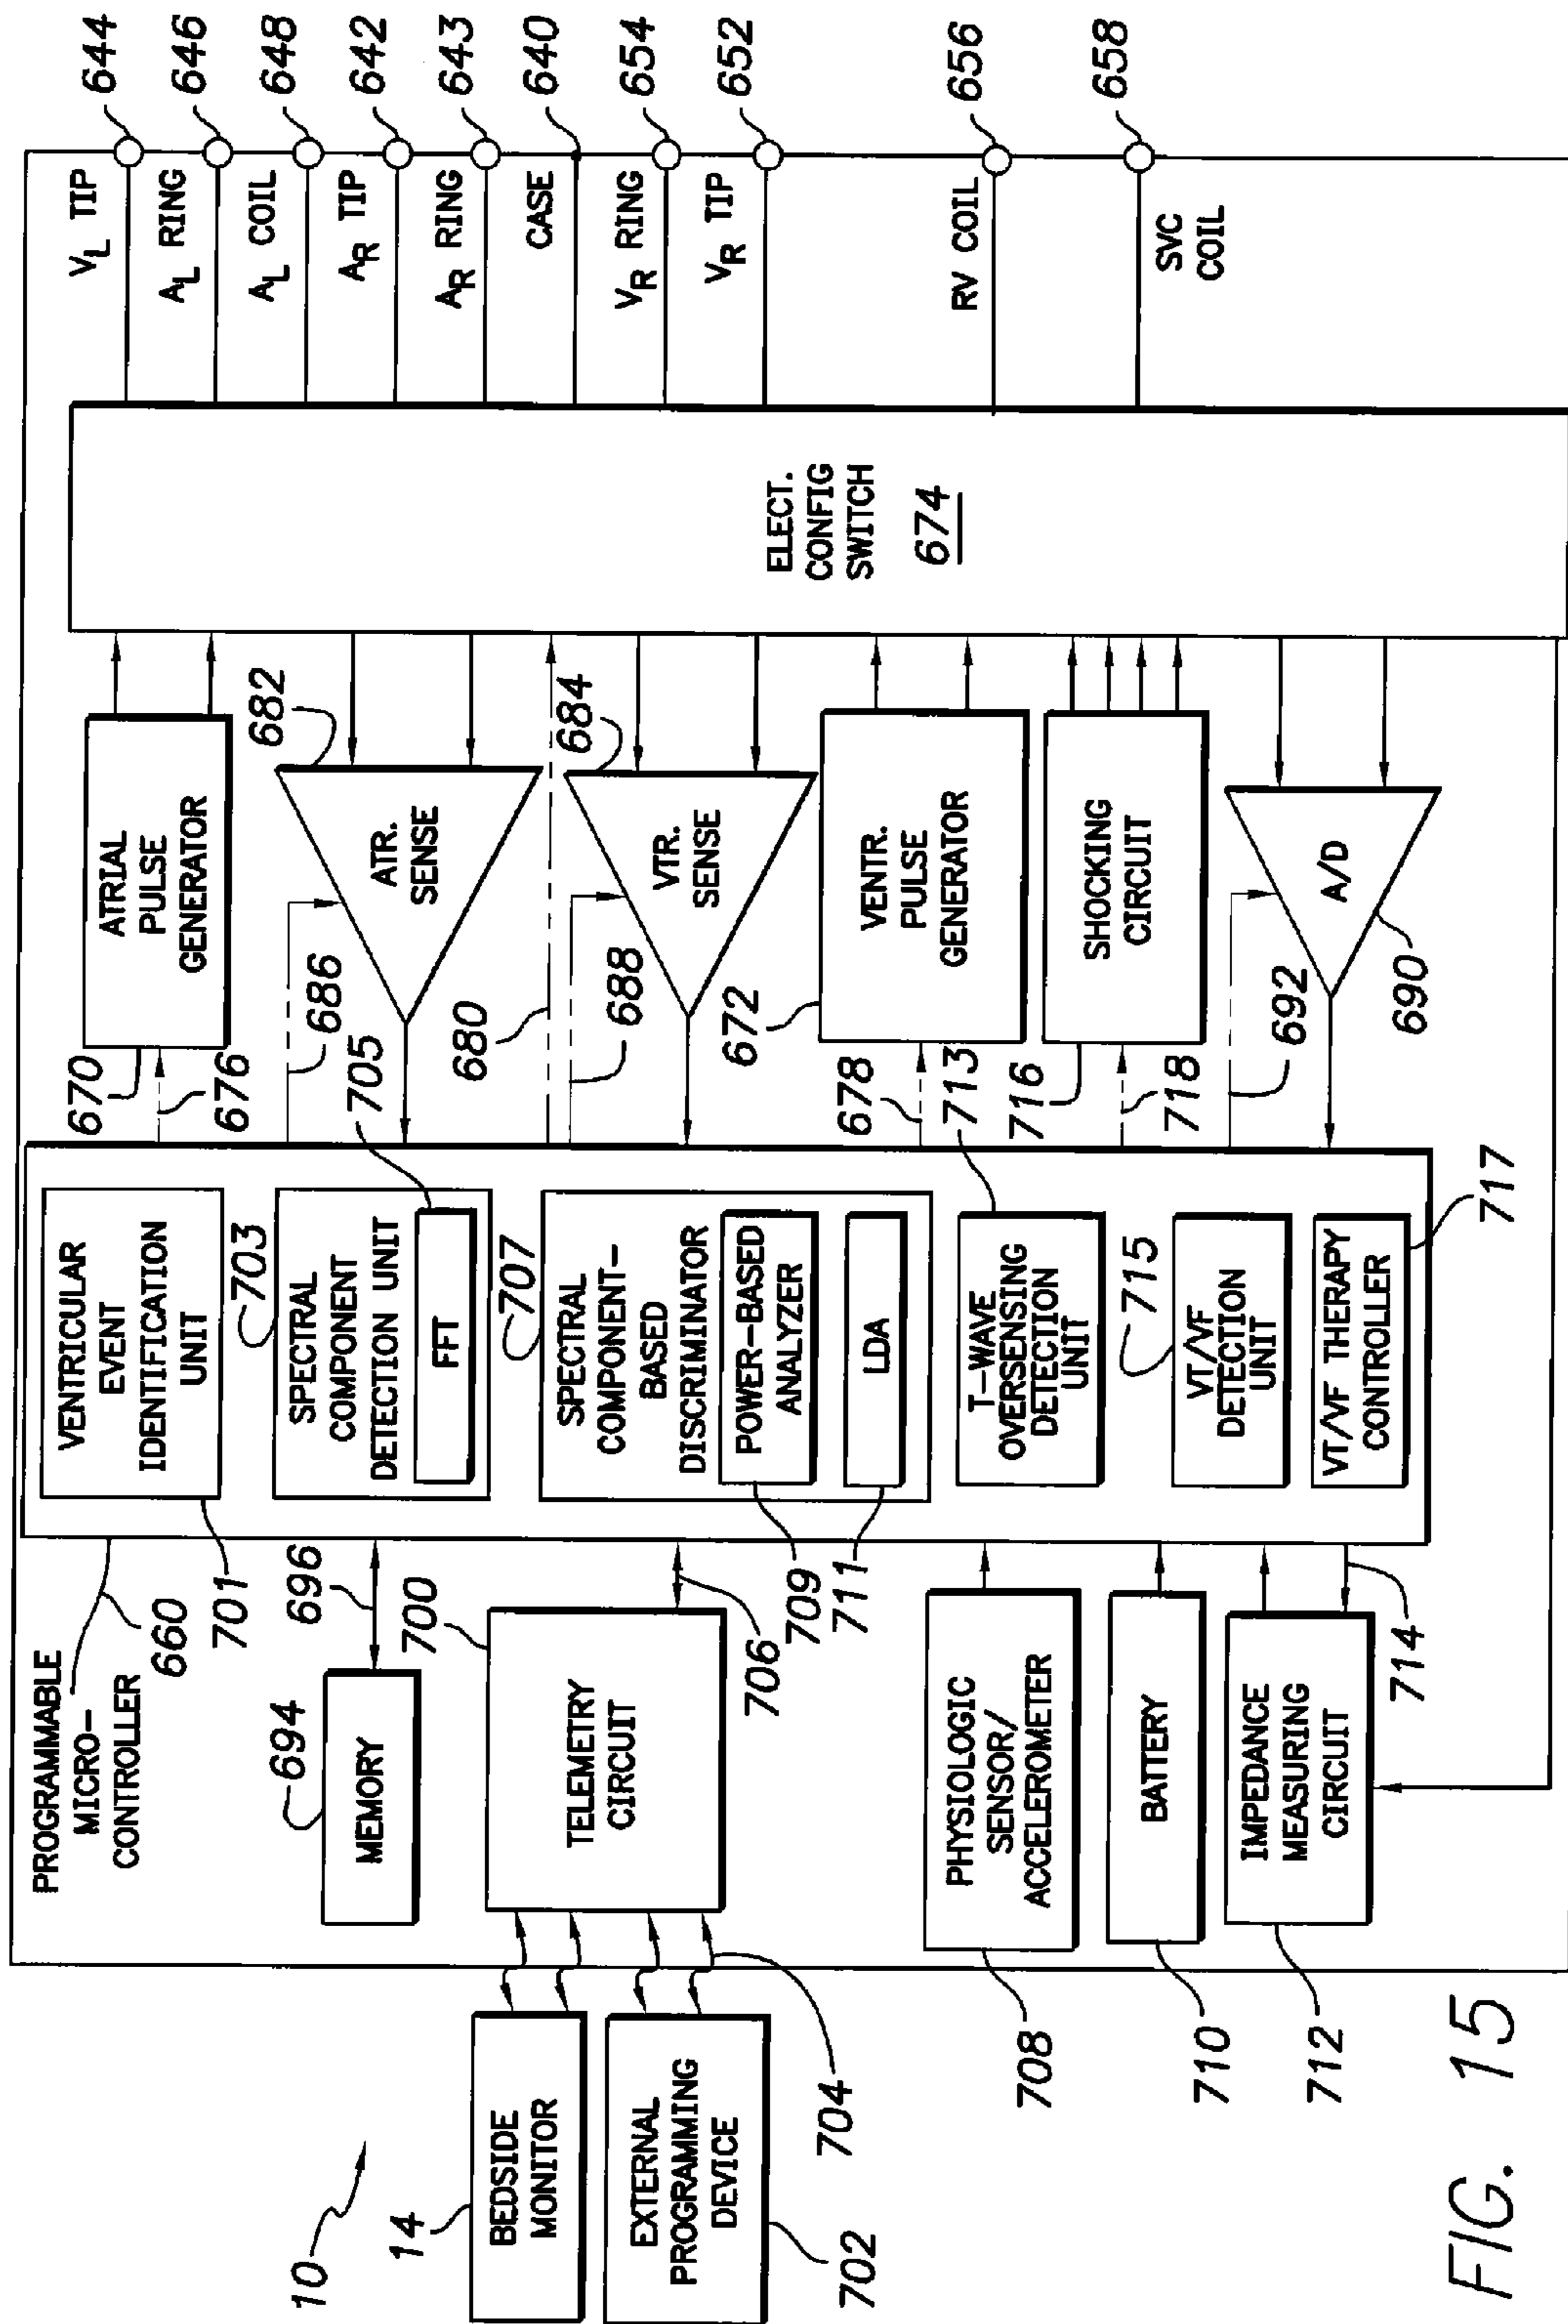 10
14
BEDSIDE
MONITOR
EXTERNAL
PROGRAMMING
DEVICE
702
704
PROGRAMMABLE
MICRO-
CONTROLLER
660
694
MEMORY
696
700
TELEMETRY
CIRCUIT
706
PHYSIOLOGIC
SENSOR/
ACCELEROMETER
708
BATTERY
710
IMPEDANCE
MEASURING
CIRCUIT
712
714
VENTRICULAR
EVENT
IDENTIFICATION
UNIT
701
703
SPECTRAL
COMPONENT
DETECTION UNIT
FFT
705
707
SPECTRAL
COMPONENT-
BASED
DISCRIMINATOR
POWER-BASED
ANALYZER
709
LDA
711
T-WAVE
OVERSENSING
DETECTION
UNIT
713
715
VT/VF
DETECTION
UNIT
VT/VF THERAPY
CONTROLLER
717
670
676
ATRIAL
PULSE
GENERATOR
682
686
ATR.
SENSE
680
684
688
VTR.
SENSE
672
678
VENTR.
PULSE
GENERATOR
716
718
SHOCKING
CIRCUIT
692
A/D
690
ELECT.
CONFIG
SWITCH
674
VL TIP 644
AL RING 646
AL COIL 648
AR TIP 642
AR RING 643
CASE 640
VR RING 654
VR TIP 652
RV COIL 656
SVC
COIL
658
FIG. 15